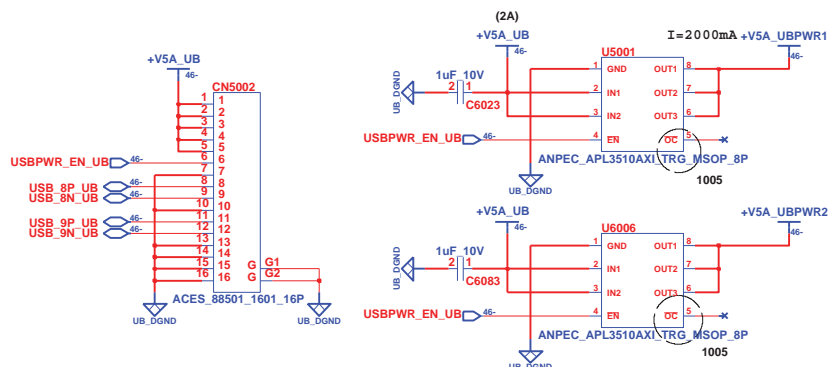 +V5A_UB
46-
CN5002
1 1
2 2
3 3
4 4
5 5
USBPWR_EN_UB 46- 6 6
7 7
USB_8P_UB 46- 8 8
USB_8N_UB 46- 9 9
10 10
USB_9P_UB 46- 11 11
USB_9N_UB 46- 12 12
13 13
14 14
15 15 G G1
16 16 G G2
ACES_88501_1601_16P
UB_DGND
UB_DGND
(2A)
+V5A_UB
46-
1uF_10V
2 1
C6023
UB_DGND
U5001
I=2000mA +V5A_UBPWR1
46-
1 GND OUT1 8
2 IN1 OUT2 7
3 IN2 OUT3 6
USBPWR_EN_UB 46- 4 EN OC 5
ANPEC_APL3510AXI_TRG_MSOP_8P
1005
UB_DGND
+V5A_UB
46-
1uF_10V
2 1
C6083
UB_DGND
U6006
+V5A_UBPWR2
46-
1 GND OUT1 8
2 IN1 OUT2 7
3 IN2 OUT3 6
USBPWR_EN_UB 46- 4 EN OC 5
ANPEC_APL3510AXI_TRG_MSOP_8P
1005
UB_DGND